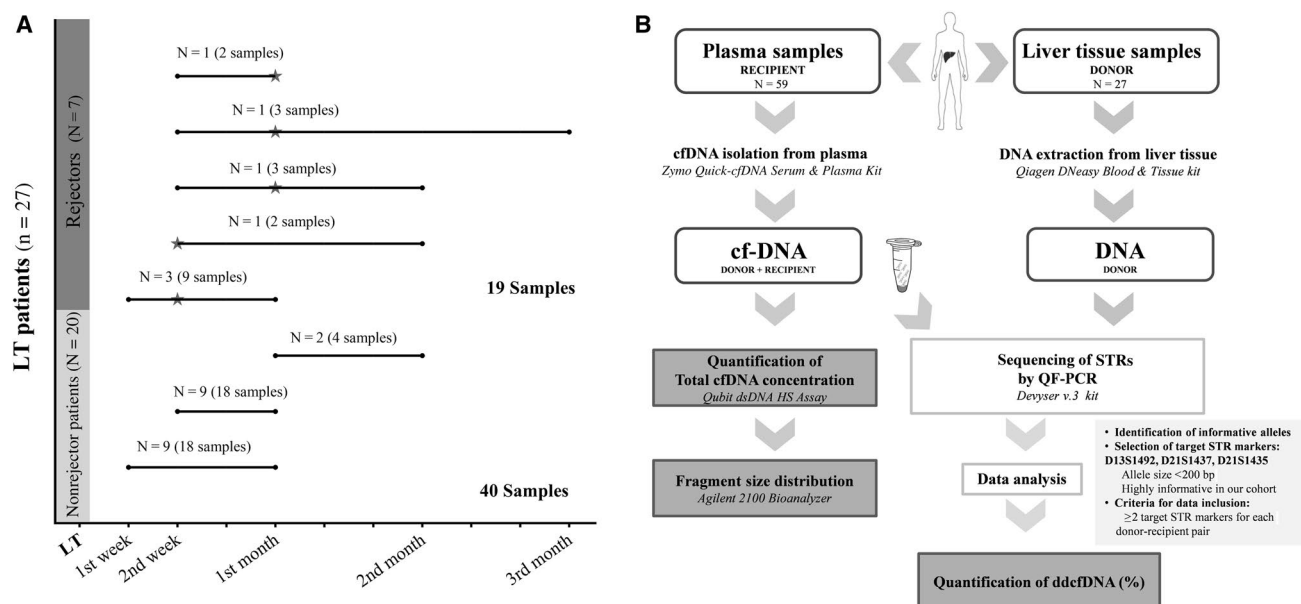 A
LT patients (n = 27)
Rejectors (N = 7)
Nonrejector patients (N = 20)
N = 1 (2 samples)
N = 1 (3 samples)
N = 1 (3 samples)
N = 1 (2 samples)
N = 3 (9 samples)
19 Samples
N = 2 (4 samples)
N = 9 (18 samples)
N = 9 (18 samples)
40 Samples
LT
1st week
2nd week
1st month
2nd month
3rd month
B
Plasma samples
RECIPIENT
N = 59
Liver tissue samples
DONOR
N = 27
cfDNA isolation from plasma
Zymo Quick-cfDNA Serum & Plasma Kit
DNA extraction from liver tissue
Qiagen DNeasy Blood & Tissue kit
cf-DNA
DONOR + RECIPIENT
DNA
DONOR
Quantification of
Total cfDNA concentration
Qubit dsDNA HS Assay
Sequencing of STRs
by QF-PCR
Devyser v.3 kit
Fragment size distribution
Agilent 2100 Bioanalyzer
Data analysis
• Identification of informative alleles
• Selection of target STR markers:
D13S1492, D21S1437, D21S1435
Allele size <200 bp
Highly informative in our cohort
• Criteria for data inclusion:
≥2 target STR markers for each
donor-recipient pair
Quantification of ddcfDNA (%)